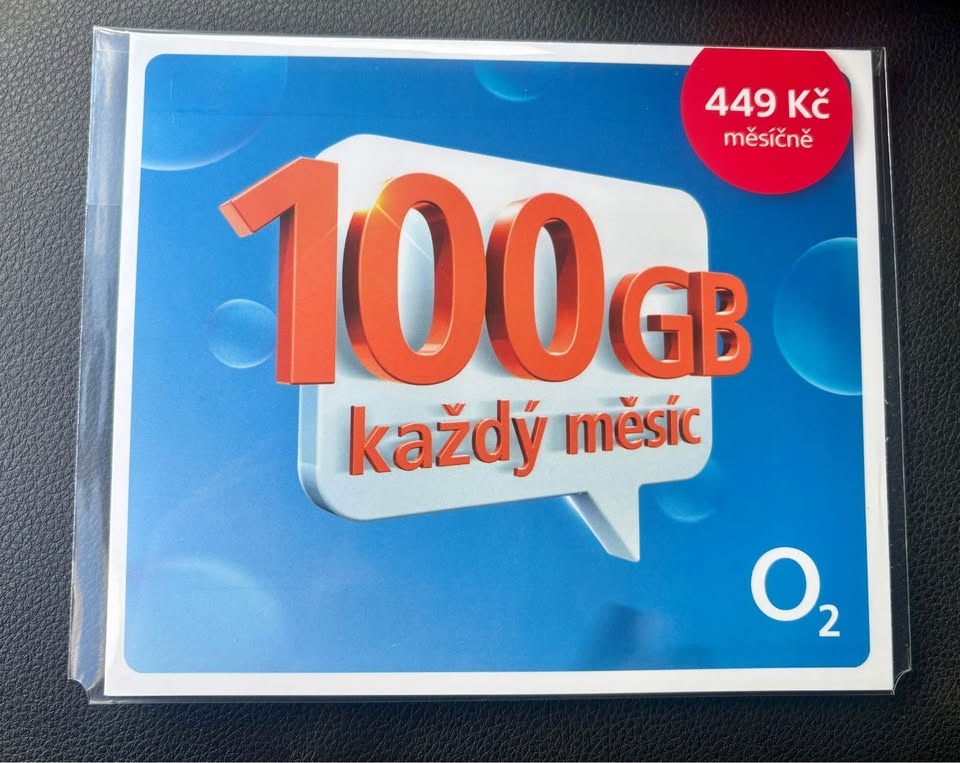 449 Kč
měsíčně
100GB
každý měsíc
O2